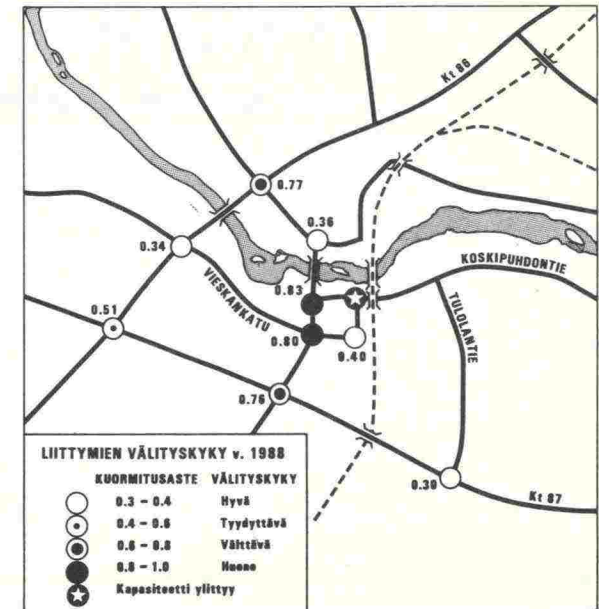 Kt 86
0.77
0.36
0.34
KOSKIPUHDONTIE
VIESKANKATU
0.83
TULOLANTIE
0.51
0.80
0.40
0.76
0.39
Kt 87
LIITTYMIEN VÄLITYSKYKY v. 1988
KUORMITUSASTE VÄLITYSKYKY
0.3 - 0.4 Hyvä
0.4 - 0.6 Tyydyttävä
0.6 - 0.8 Välttävä
0.8 - 1.0 Huono
Kapasiteetti ylittyy